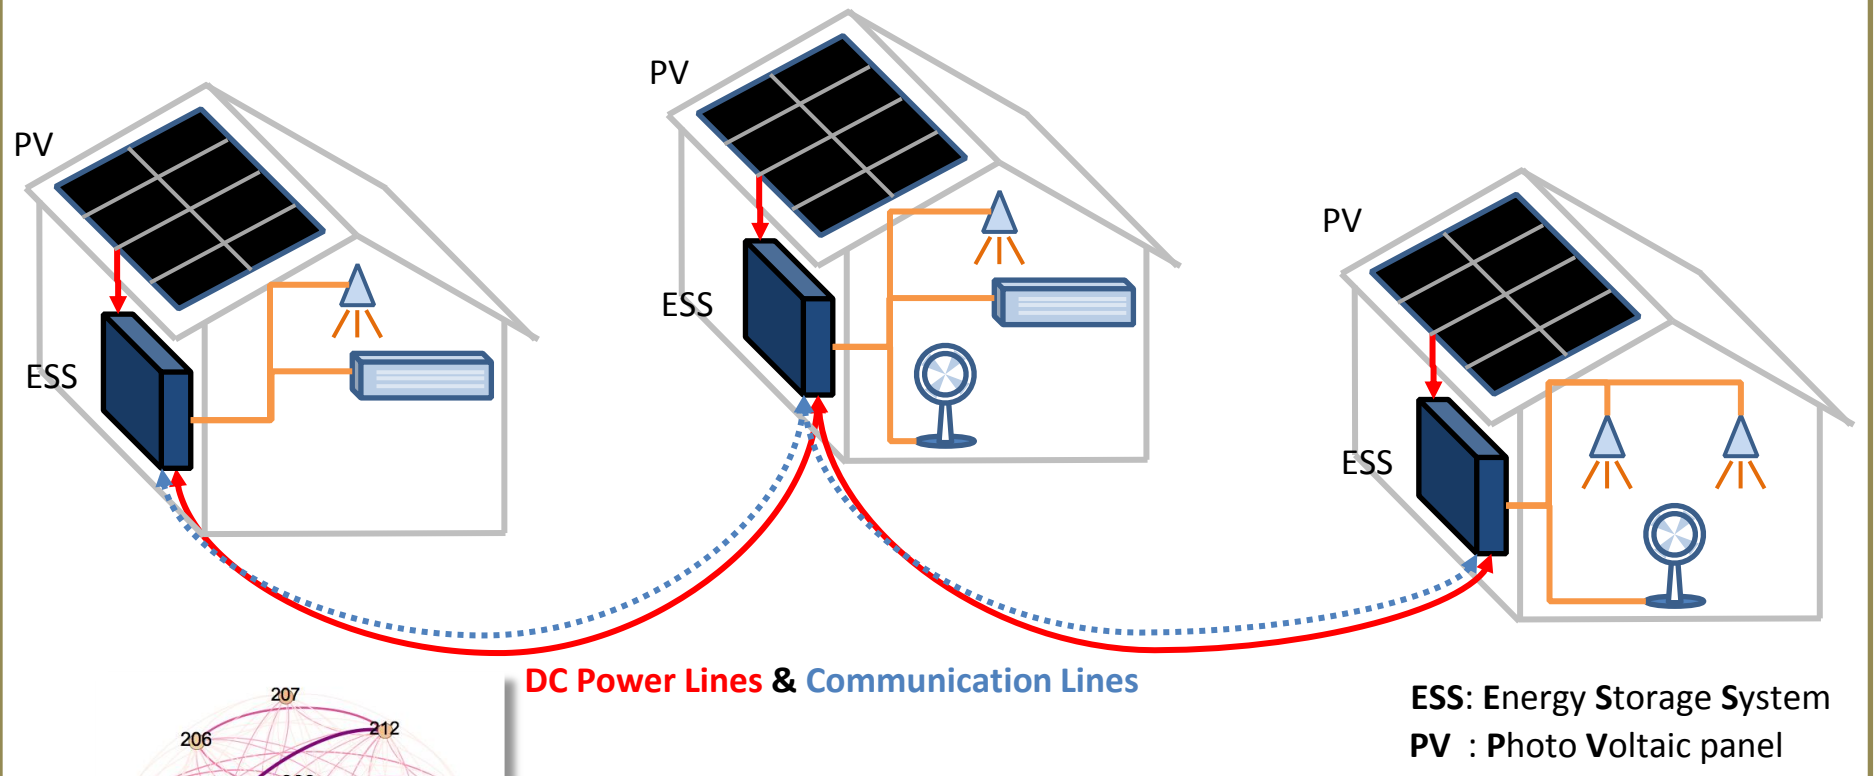 PV
PV
PV
ESS
ESS
ESS
DC Power Lines & Communication Lines
ESS: Energy Storage System
PV : Photo Voltaic panel
207
212
206